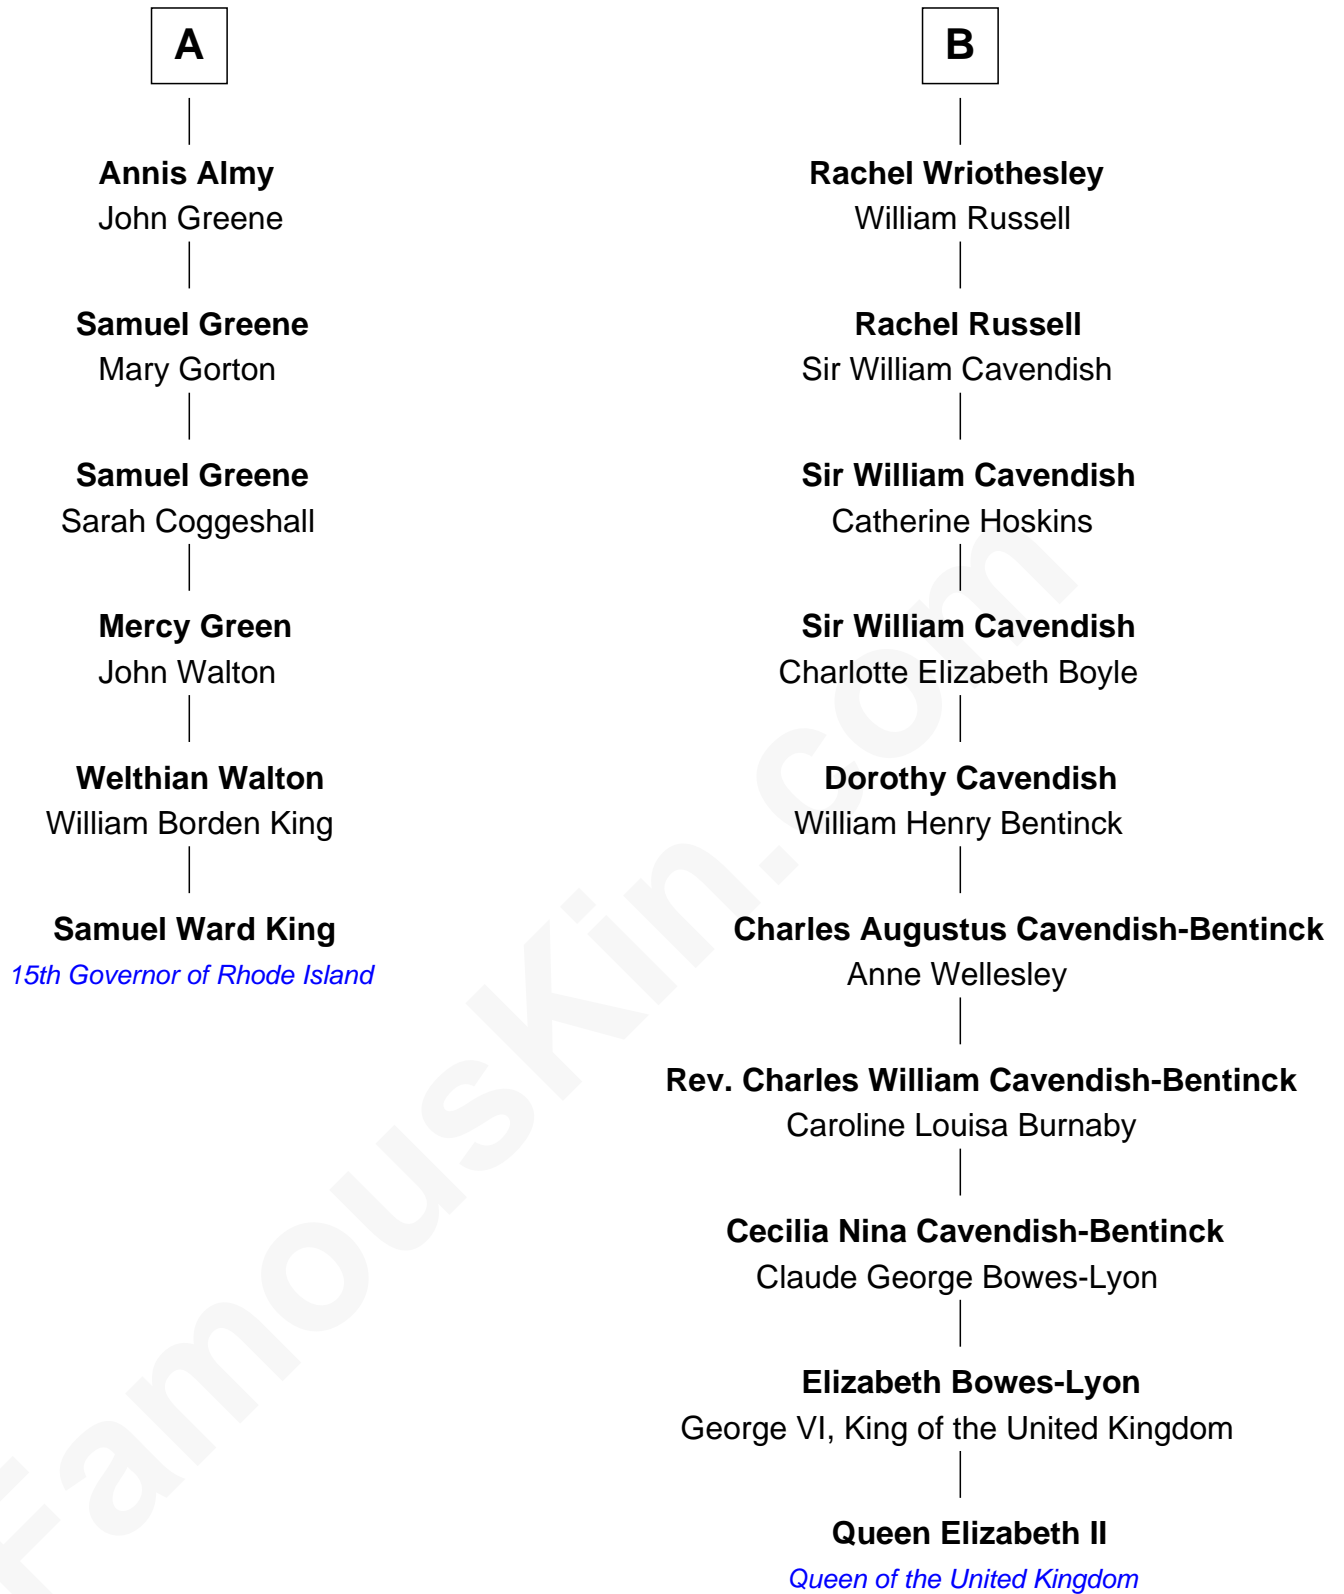 A
Annis Almy
John Greene
Samuel Greene
Mary Gorton
Samuel Greene
Sarah Coggeshall
Mercy Green
John Walton
Welthian Walton
William Borden King
Samuel Ward King
15th Governor of Rhode Island
B
Rachel Wriothesley
William Russell
Rachel Russell
Sir William Cavendish
Sir William Cavendish
Catherine Hoskins
Sir William Cavendish
Charlotte Elizabeth Boyle
Dorothy Cavendish
William Henry Bentinck
Charles Augustus Cavendish-Bentinck
Anne Wellesley
Rev. Charles William Cavendish-Bentinck
Caroline Louisa Burnaby
Cecilia Nina Cavendish-Bentinck
Claude George Bowes-Lyon
Elizabeth Bowes-Lyon
George VI, King of the United Kingdom
Queen Elizabeth II
Queen of the United Kingdom
FamousKin.com